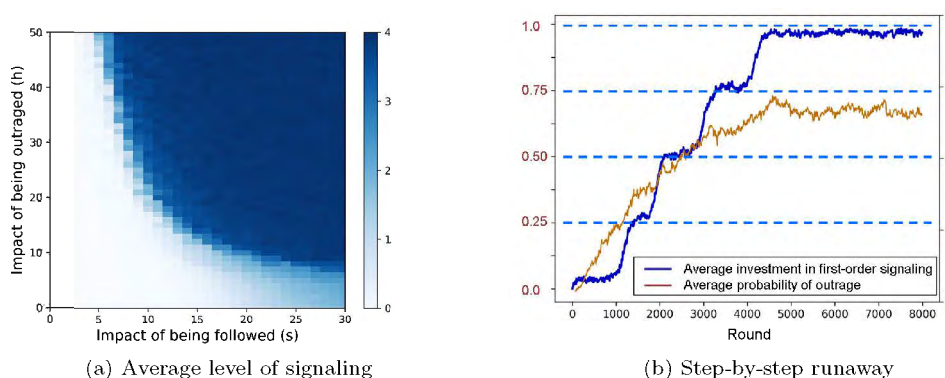 50
40
30
20
10
0
Impact of being outraged (h)
0 5 10 15 20 25 30
Impact of being followed (s)
4
3
2
1
0
(a) Average level of signaling
1.0
0.75
0.50
0.25
0.0
Average investment in first-order signaling
Average probability of outrage
0 1000 2000 3000 4000 5000 6000 7000 8000
Round
(b) Step-by-step runaway